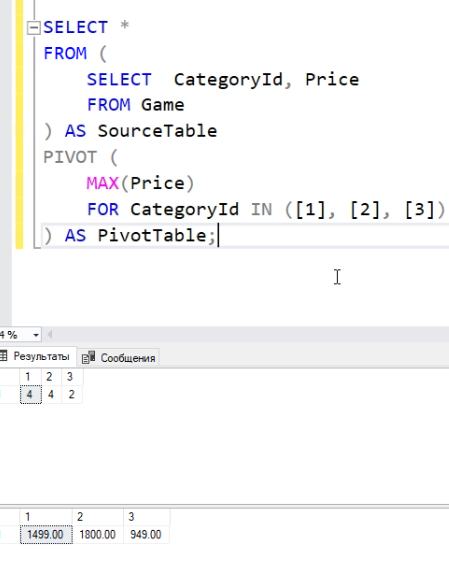 SELECT *
FROM (
SELECT CategoryId, Price
FROM Game
) AS SourceTable
PIVOT (
MAX(Price)
FOR CategoryId IN ([1], [2], [3])
) AS PivotTable;
4 %
Результаты Сообщения
1 2 3
4 4 2
1 2 3
1499.00 1800.00 949.00